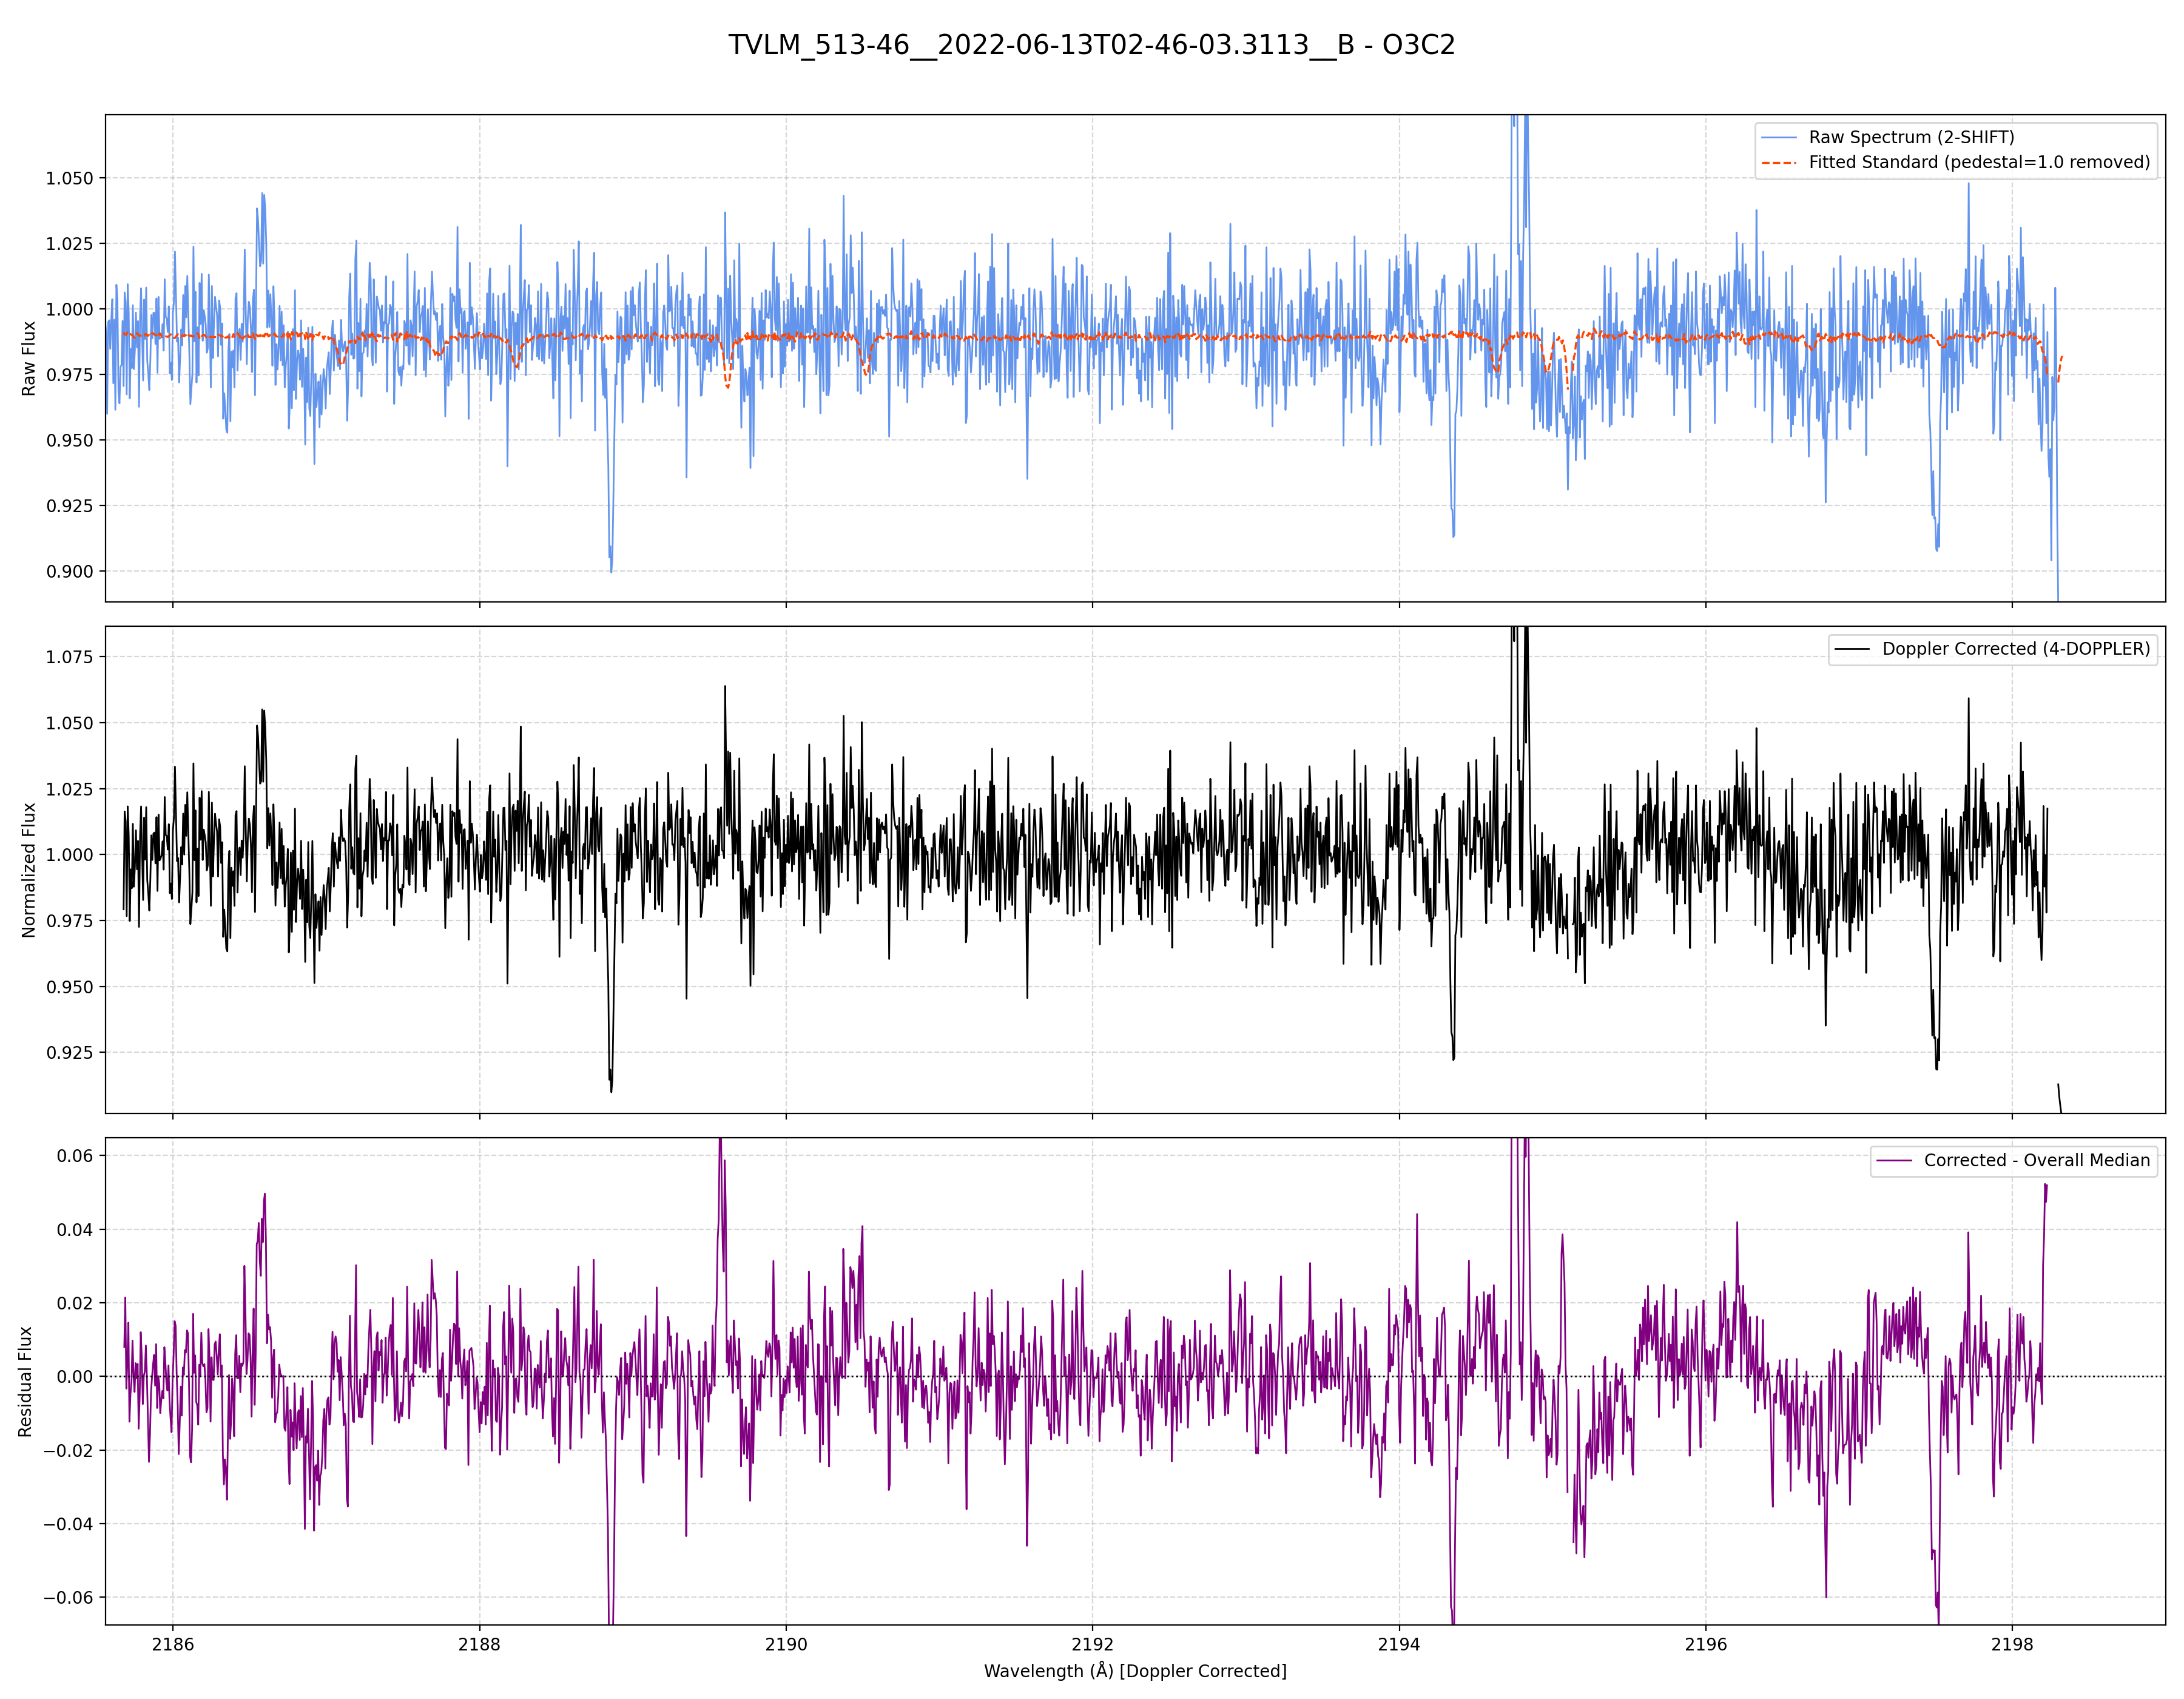 TVLM_513-46__2022-06-13T02-46-03.3113__B - O3C2
Raw Spectrum (2-SHIFT)
Fitted Standard (pedestal=1.0 removed)
Raw Flux
1.050
1.025
1.000
0.975
0.950
0.925
0.900
Doppler Corrected (4-DOPPLER)
Normalized Flux
1.075
1.050
1.025
1.000
0.975
0.950
0.925
Corrected - Overall Median
Residual Flux
0.06
0.04
0.02
0.00
−0.02
−0.04
−0.06
2186 2188 2190 2192 2194 2196 2198
Wavelength (Å) [Doppler Corrected]